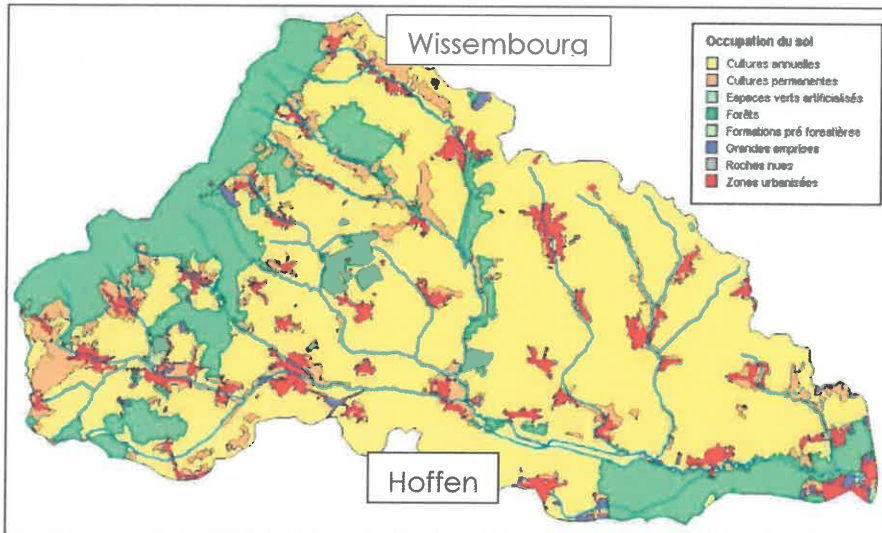 Wissembourg
Occupation du sol
Cultures annuelles
Cultures permanentes
Espaces verts artificialisés
Forêts
Formations pré forestières
Grandes emprises
Roches nues
Zones urbanisées
Hoffen